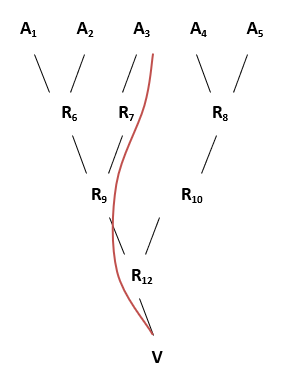 A₁ A₂ A₃ A₄ A₅
R₆ R₇ R₈
R₉ R₁₀
R₁₂
V